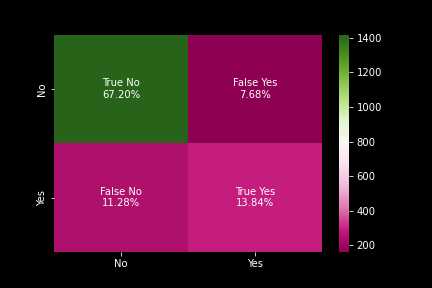 True No
67.20%
False Yes
7.68%
False No
11.28%
True Yes
13.84%
No
Yes
No
Yes
1400
1200
1000
800
600
400
200